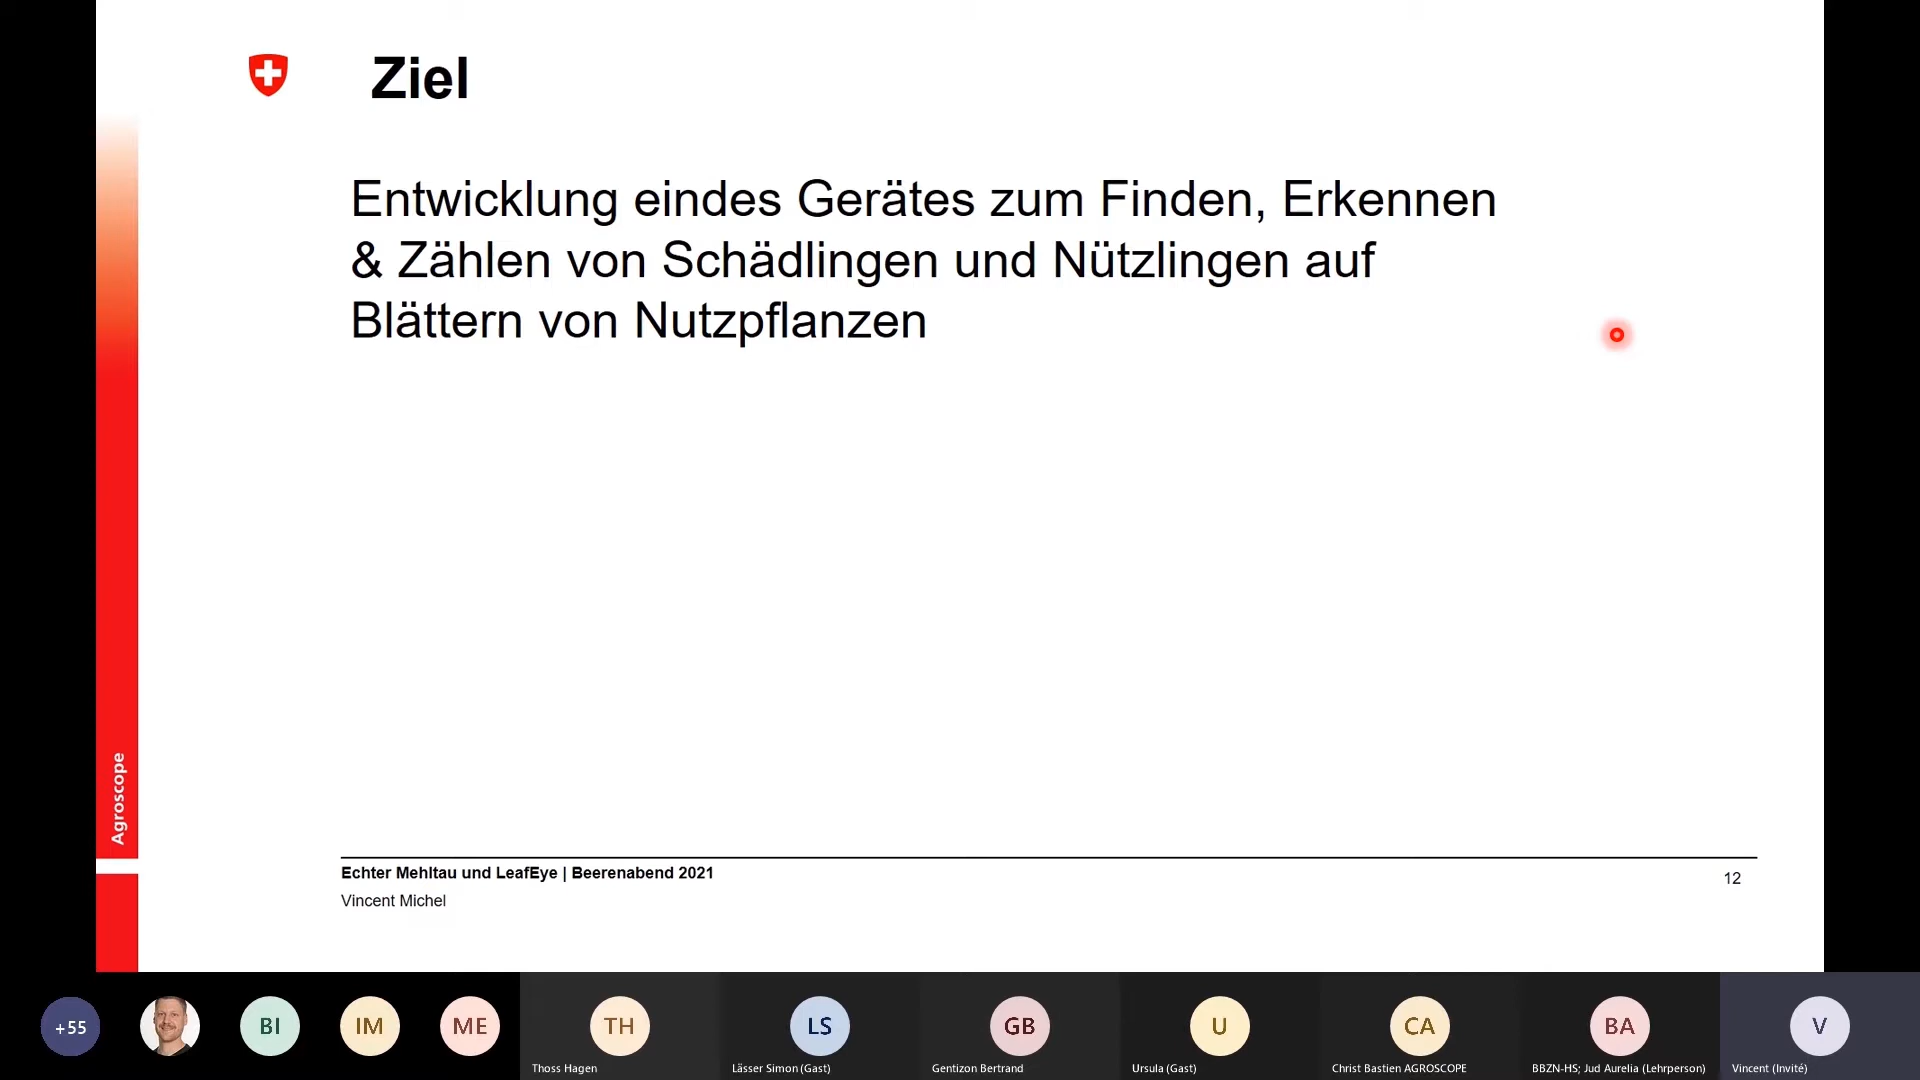 Ziel
Entwicklung eindes Gerätes zum Finden, Erkennen
& Zählen von Schädlingen und Nützlingen auf
Blättern von Nutzpflanzen
Agroscope
Echter Mehltau und LeafEye | Beerenabend 2021
12
Vincent Michel
+55
BI
IM
ME
TH
LS
GB
U
CA
BA
V
Thoss Hagen
Lässer Simon (Gast)
Gentizon Bertrand
Ursula (Gast)
Christ Bastien AGROSCOPE
BBZN-HS; Jud Aurelia (Lehrperson)
Vincent (Invité)